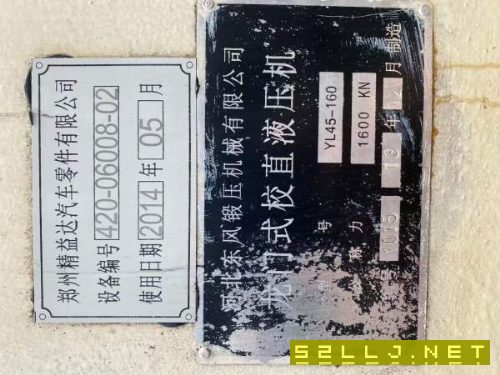 郑州精益达汽车零件有限公司
设备编号 420-06008-02
使用日期 2014 年 05 月
河北东风锻压机械有限公司
龙门式校直液压机
号 YL45-160
力 1600 KN
年 月制造
52LLJ.NET